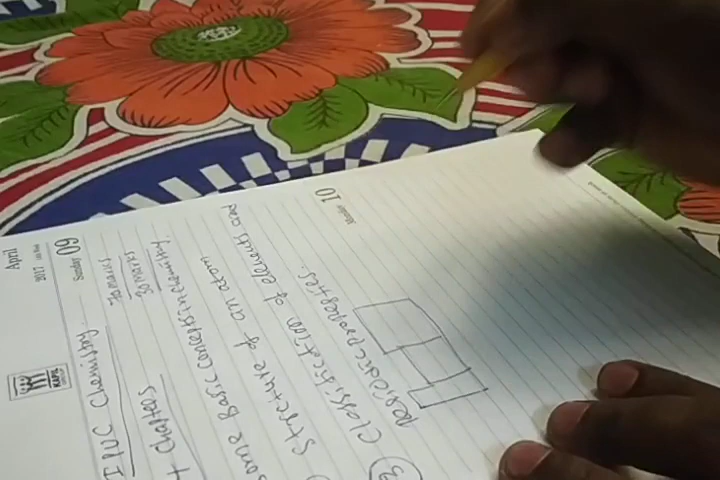 April
2017
Sunday 09
I PUC Chemistry.
70 marks
30 marks
Chapters
Some Basic concepts in chemistry.
Structure of an atom
3) Classification of elements and
Periodic properties.
Monday 10